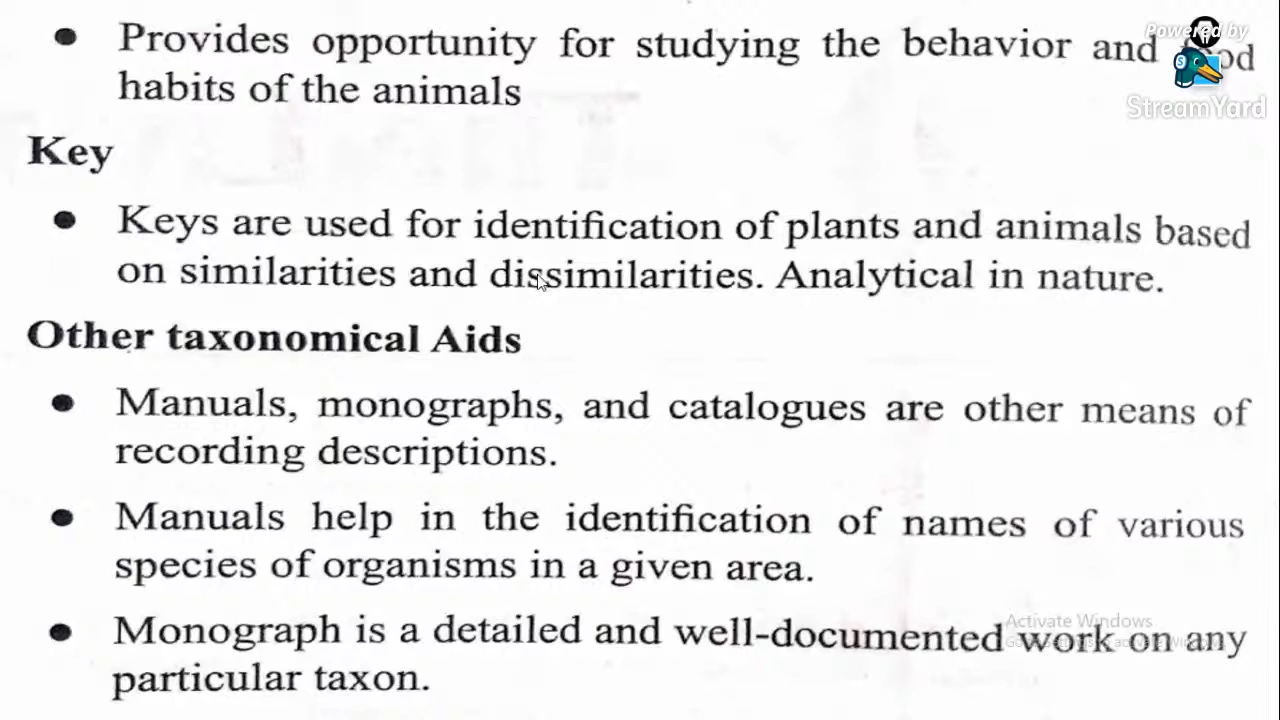 • Provides opportunity for studying the behavior and food
habits of the animals
Key
• Keys are used for identification of plants and animals based
on similarities and dissimilarities. Analytical in nature.
Other taxonomical Aids
• Manuals, monographs, and catalogues are other means of
recording descriptions.
• Manuals help in the identification of names of various
species of organisms in a given area.
• Monograph is a detailed and well-documented work on any
particular taxon.
Powered by
StreamYard
Activate Windows